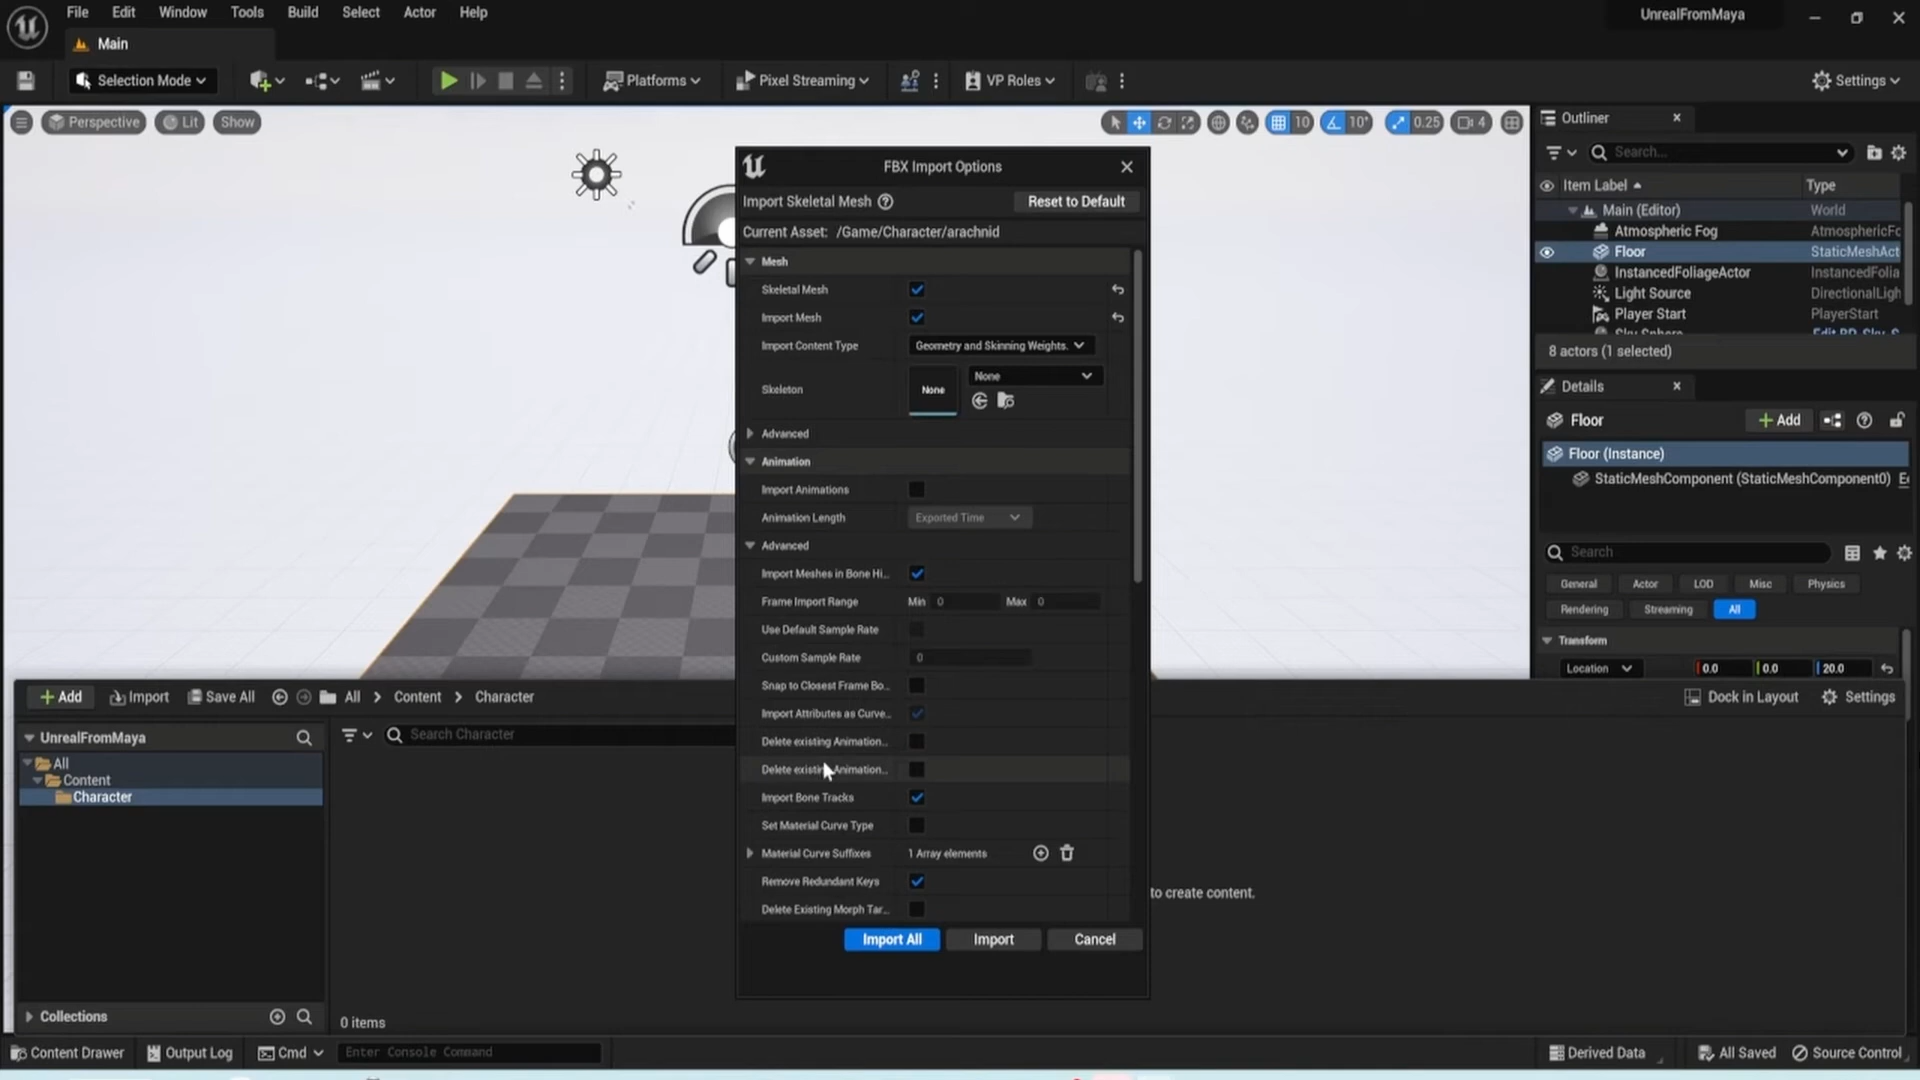 File Edit Window Tools Build Select Actor Help
UnrealFromMaya
Main
Selection Mode
Platforms
Pixel Streaming
VP Roles
Settings
Perspective
Lit
Show
10
10°
0.25
4
Outliner
Search...
Item Label
Type
Main (Editor) World
Atmospheric Fog AtmosphericFc
Floor StaticMeshAct
InstancedFoliageActor InstancedFolia
Light Source DirectionalLigh
Player Start PlayerStart
8 actors (1 selected)
Details
Floor
Add
Floor (Instance)
StaticMeshComponent (StaticMeshComponent0)
Search
General Actor LOD Misc Physics
Rendering Streaming All
Transform
Location 0.0 0.0 20.0
FBX Import Options
Import Skeletal Mesh
Reset to Default
Current Asset: /Game/Character/arachnid
Mesh
Skeletal Mesh
Import Mesh
Import Content Type Geometry and Skinning Weights.
Skeleton None None
Advanced
Animation
Import Animations
Animation Length Exported Time
Advanced
Import Meshes in Bone Hi...
Frame Import Range Min 0 Max 0
Use Default Sample Rate
Custom Sample Rate 0
Snap to Closest Frame Bo...
Import Attributes as Curve...
Delete existing Animation...
Delete existing Animation...
Import Bone Tracks
Set Material Curve Type
Material Curve Suffixes 1 Array elements
Remove Redundant Keys
Delete Existing Morph Tar...
Import All
Import
Cancel
Add
Import
Save All
All > Content > Character
Dock in Layout
Settings
UnrealFromMaya
All
Content
Character
Search Character
to create content.
Collections
0 items
Content Drawer
Output Log
Cmd
Enter Console Command
Derived Data
All Saved
Source Control